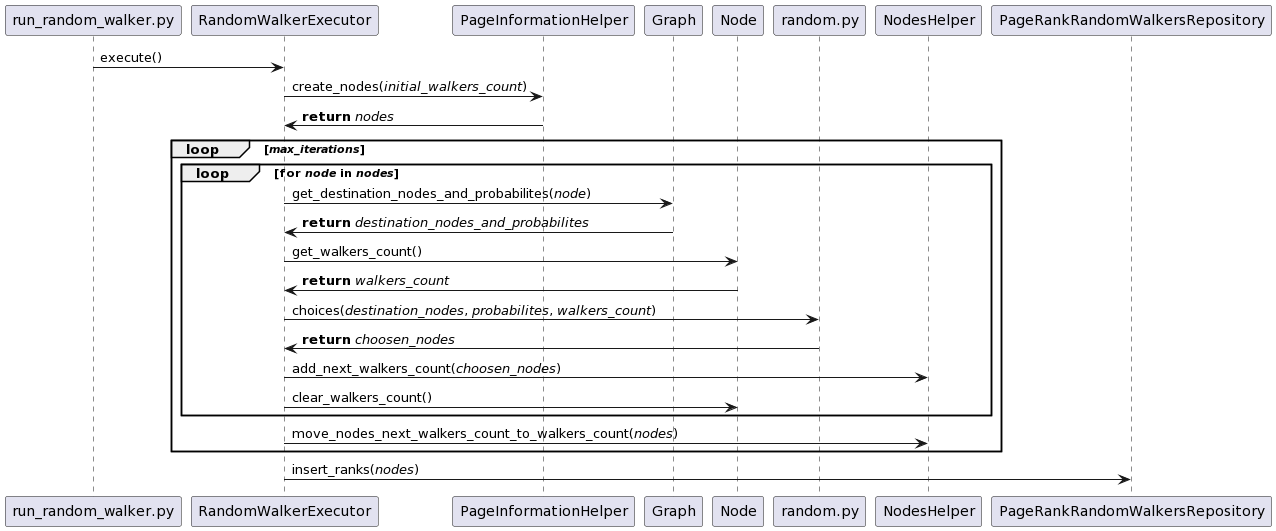 run_random_walker.py RandomWalkerExecutor PageInformationHelper Graph Node random.py NodesHelper PageRankRandomWalkersRepository
execute()
create_nodes(initial_walkers_count)
return nodes
loop [max_iterations]
loop [for node in nodes]
get_destination_nodes_and_probabilites(node)
return destination_nodes_and_probabilites
get_walkers_count()
return walkers_count
choices(destination_nodes, probabilites, walkers_count)
return choosen_nodes
add_next_walkers_count(choosen_nodes)
clear_walkers_count()
move_nodes_next_walkers_count_to_walkers_count(nodes)
insert_ranks(nodes)
run_random_walker.py RandomWalkerExecutor PageInformationHelper Graph Node random.py NodesHelper PageRankRandomWalkersRepository